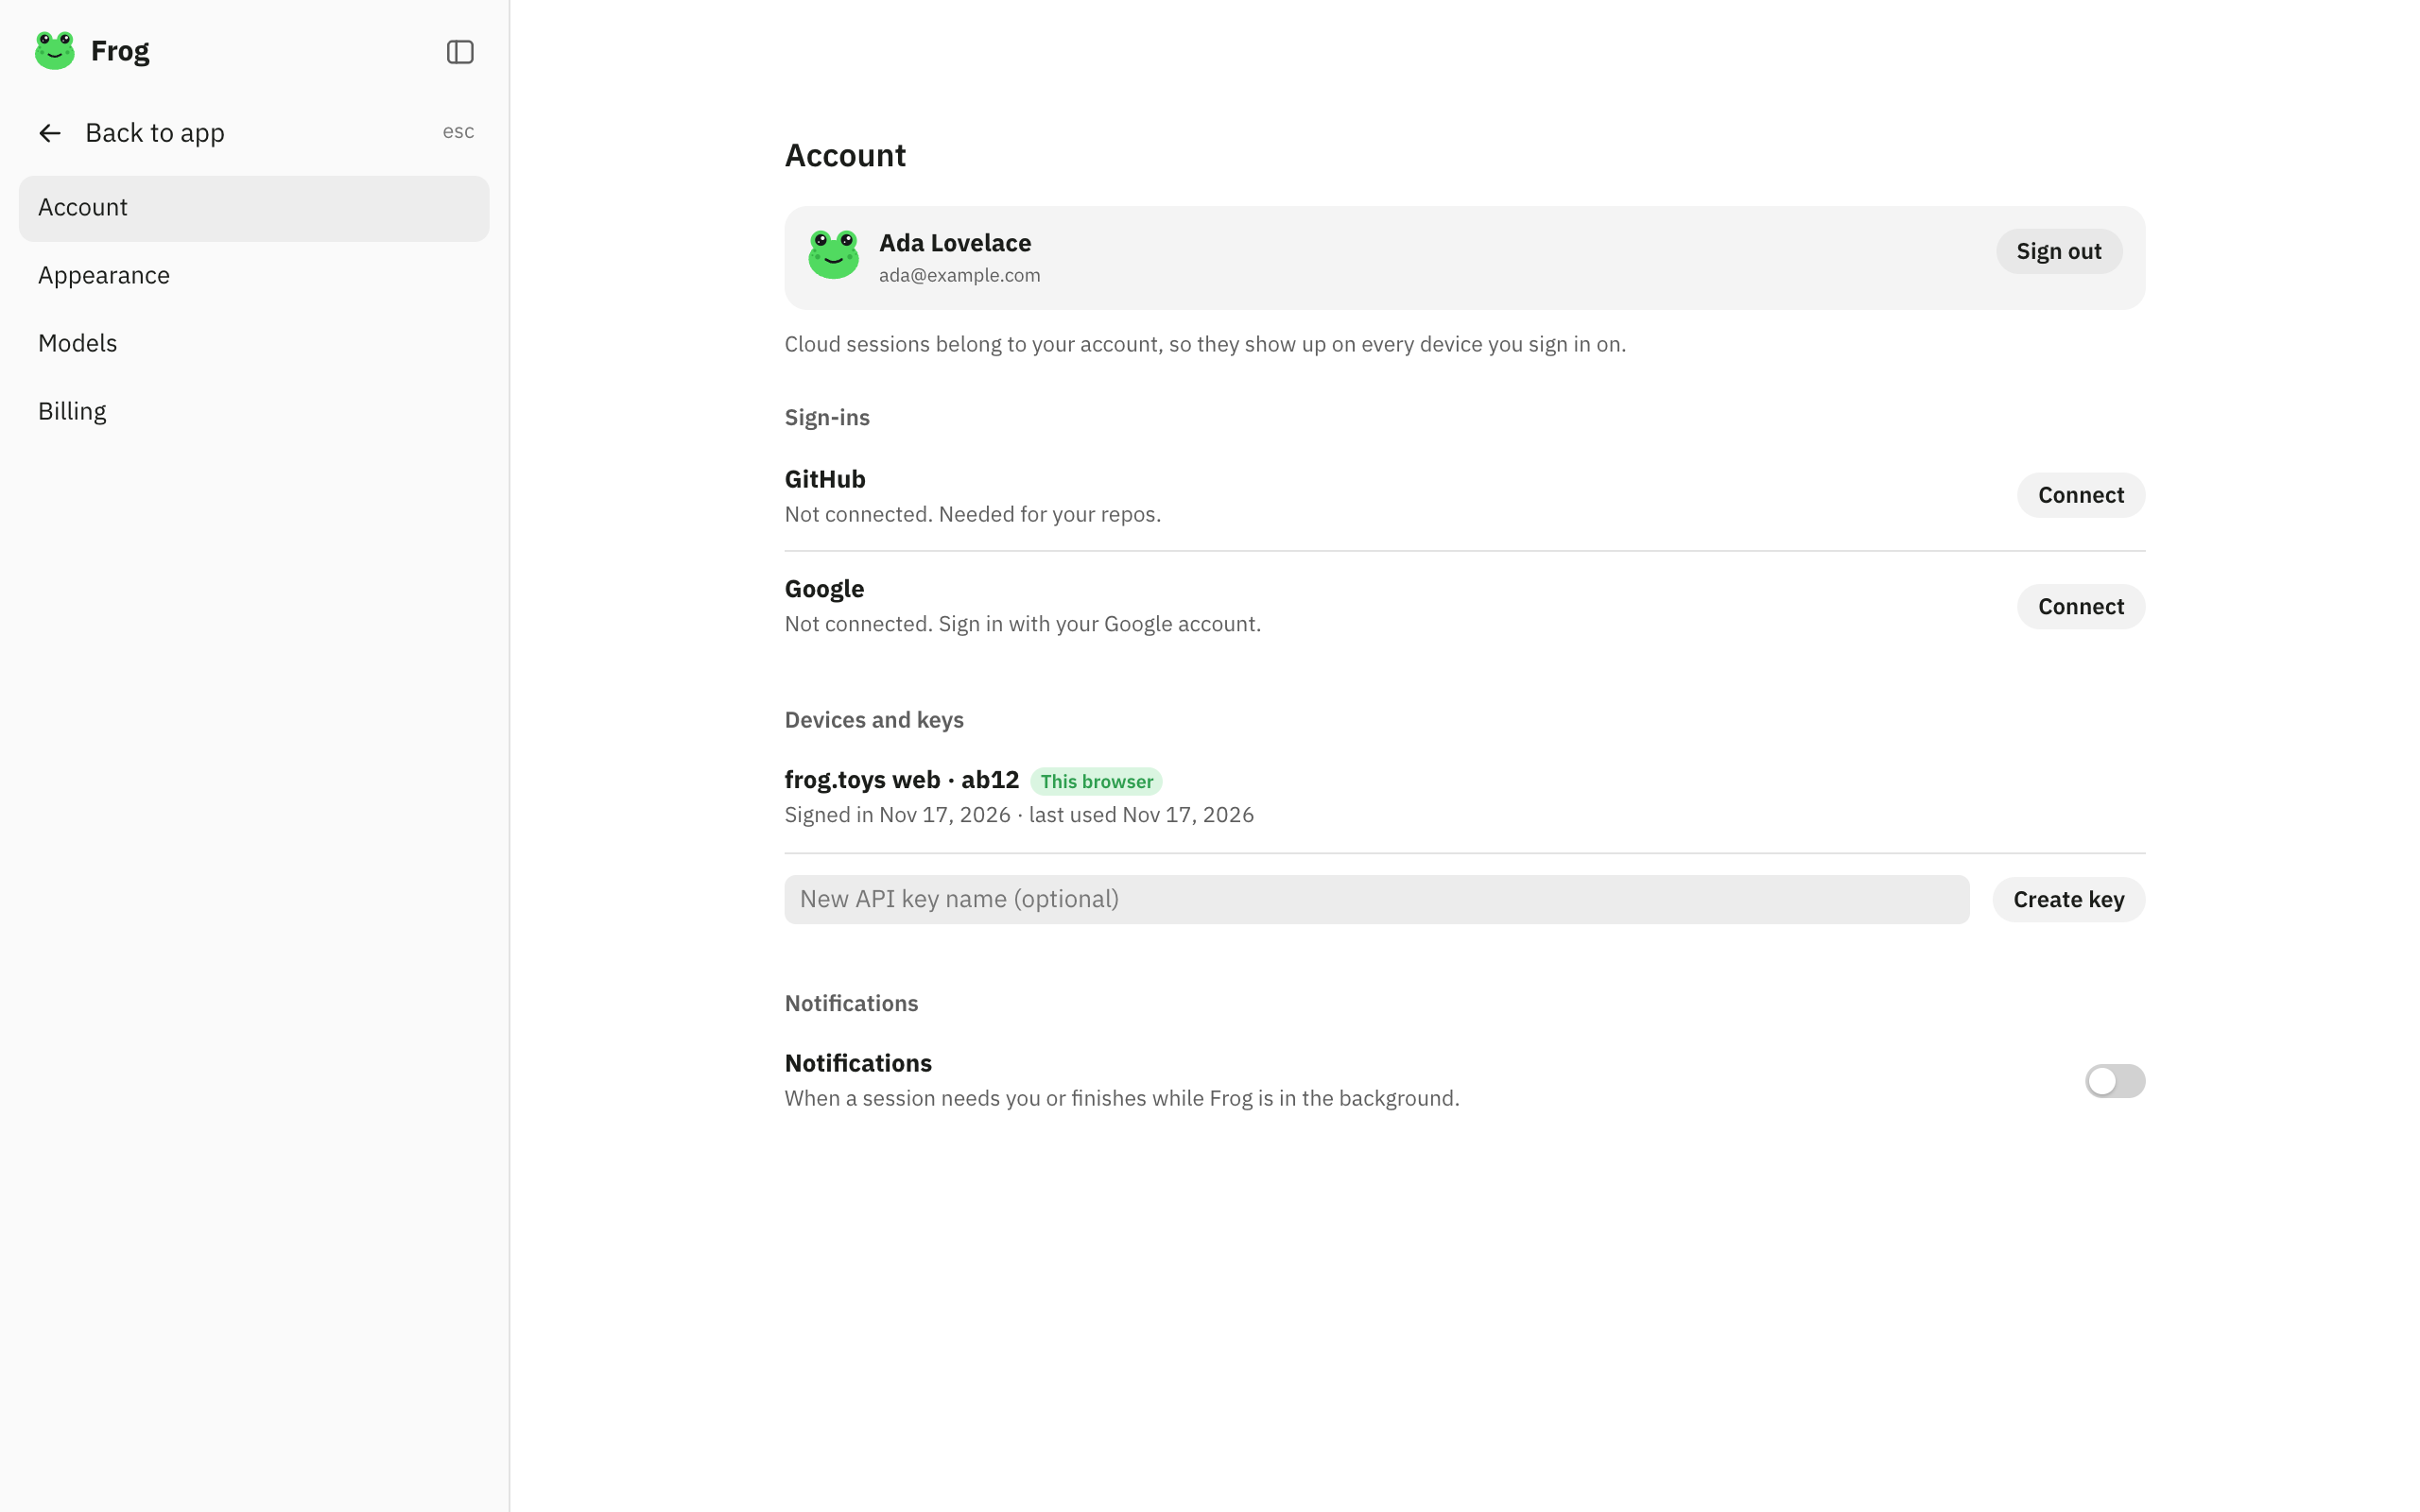 Frog
Back to app
esc
Account
Appearance
Models
Billing
Account
Ada Lovelace
ada@example.com
Sign out
Cloud sessions belong to your account, so they show up on every device you sign in on.
Sign-ins
GitHub
Not connected. Needed for your repos.
Connect
Google
Not connected. Sign in with your Google account.
Connect
Devices and keys
frog.toys web · ab12
This browser
Signed in Nov 17, 2026 · last used Nov 17, 2026
New API key name (optional)
Create key
Notifications
Notifications
When a session needs you or finishes while Frog is in the background.